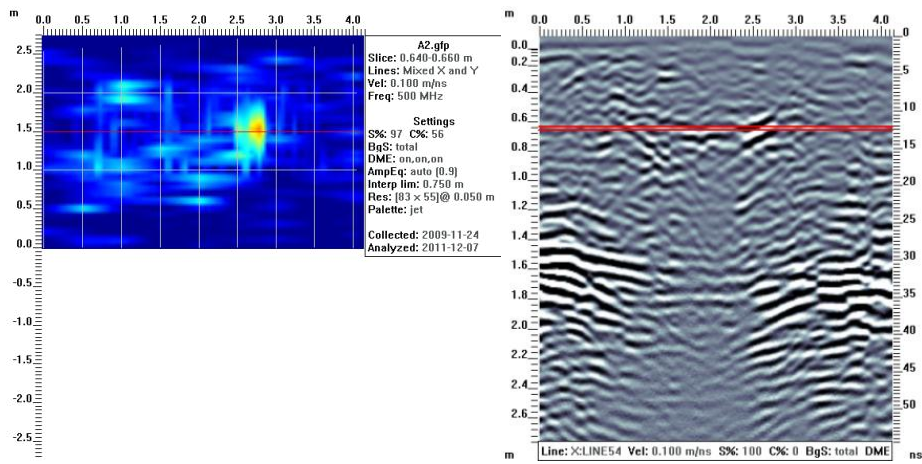 m
0.0 0.5 1.0 1.5 2.0 2.5 3.0 3.5 4.0
2.5
2.0
1.5
1.0
0.5
0.0
-0.5
-1.0
-1.5
-2.0
-2.5
m
A2.gfp
Slice: 0.640-0.660 m
Lines: Mixed X and Y
Vel: 0.100 m/ns
Freq: 500 MHz
Settings
S%: 97 C%: 56
BgS: total
DME: on,on,on
AmpEq: auto (0.9)
Interp lim: 0.750 m
Res: [83 x 55]@ 0.050 m
Palette: jet
Collected: 2009-11-24
Analyzed: 2011-12-07
m
0.0 0.5 1.0 1.5 2.0 2.5 3.0 3.5 4.0
0.0
0.2
0.4
0.6
0.8
1.0
1.2
1.4
1.6
1.8
2.0
2.2
2.4
2.6
m
0
5
10
15
20
25
30
35
40
45
50
ns
Line: X:LINE54 Vel: 0.100 m/ns S%: 100 C%: 0 BgS: total DME